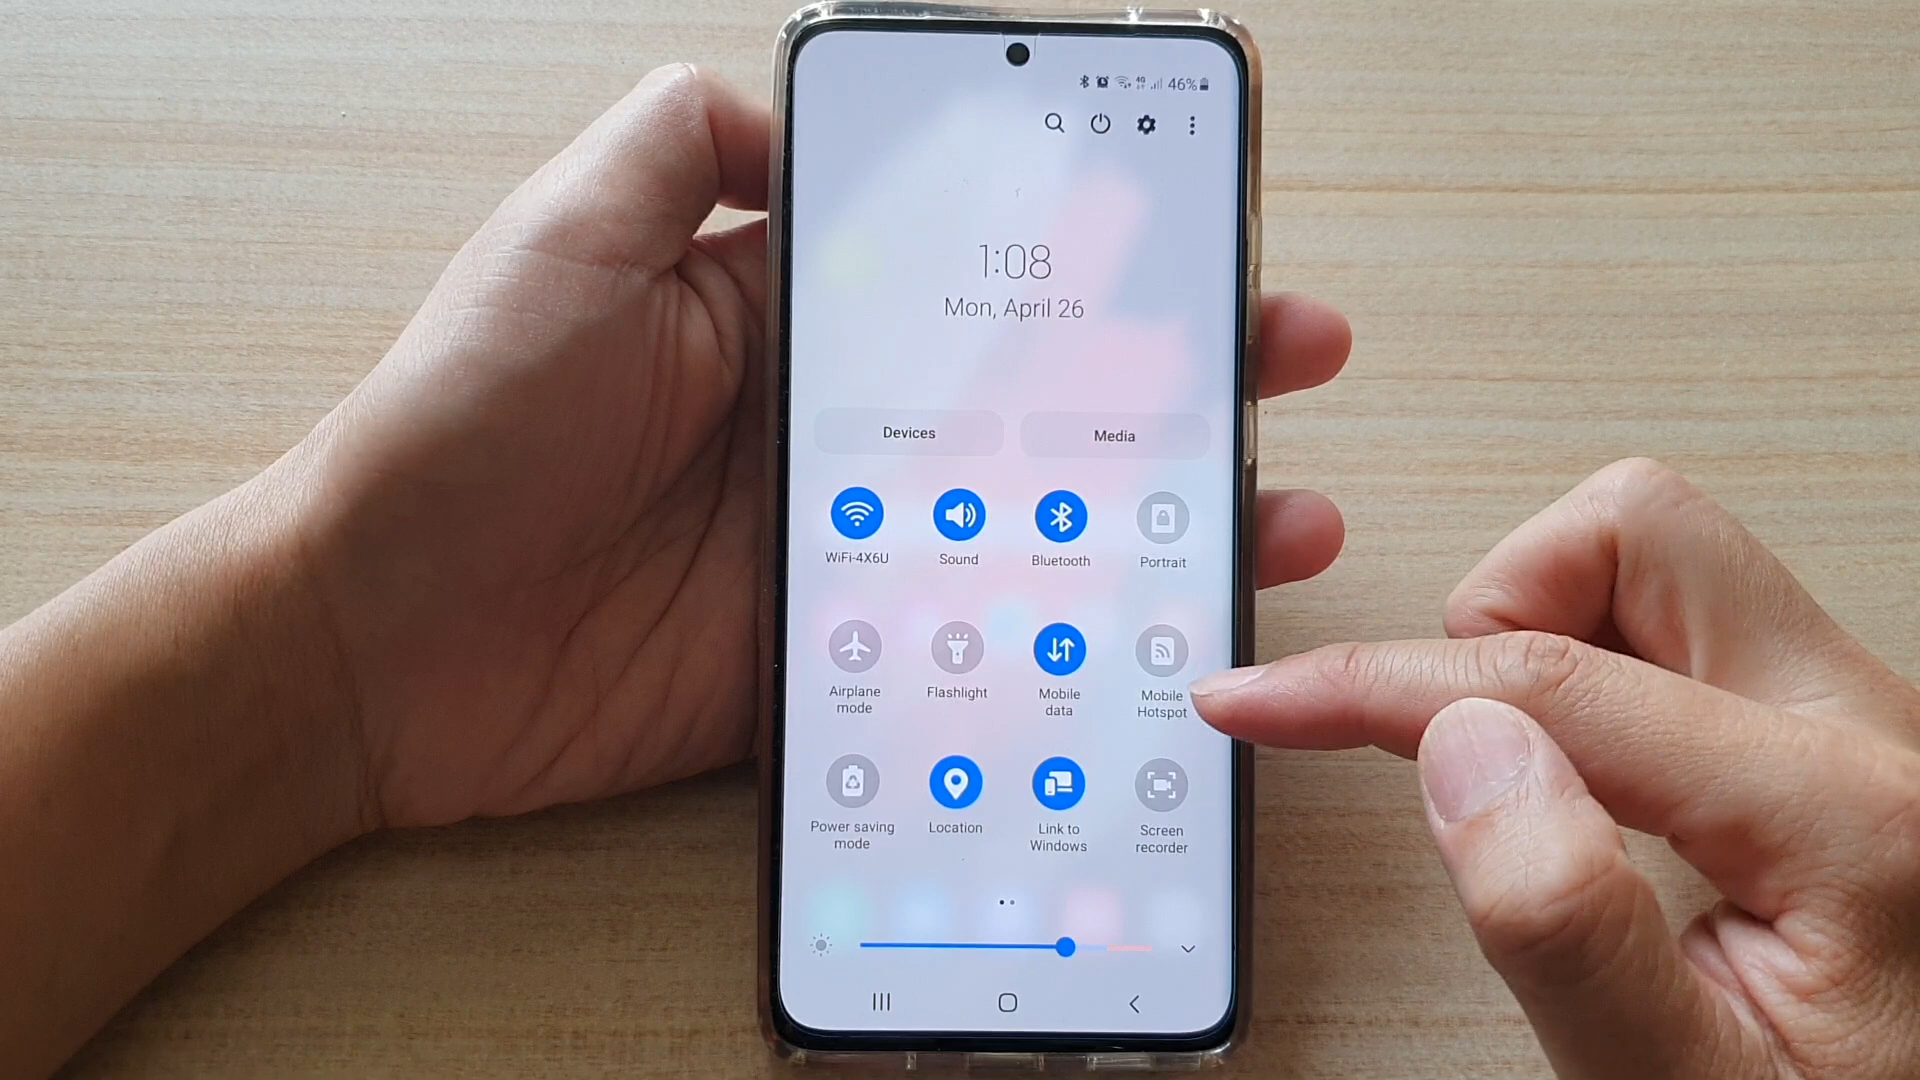 4G 46%
1:08
Mon, April 26
Devices Media
WiFi-4X6U Sound Bluetooth Portrait
Airplane
mode
Flashlight
Mobile
data
Mobile
Hotspot
Power saving
mode
Location
Link to
Windows
Screen
recorder